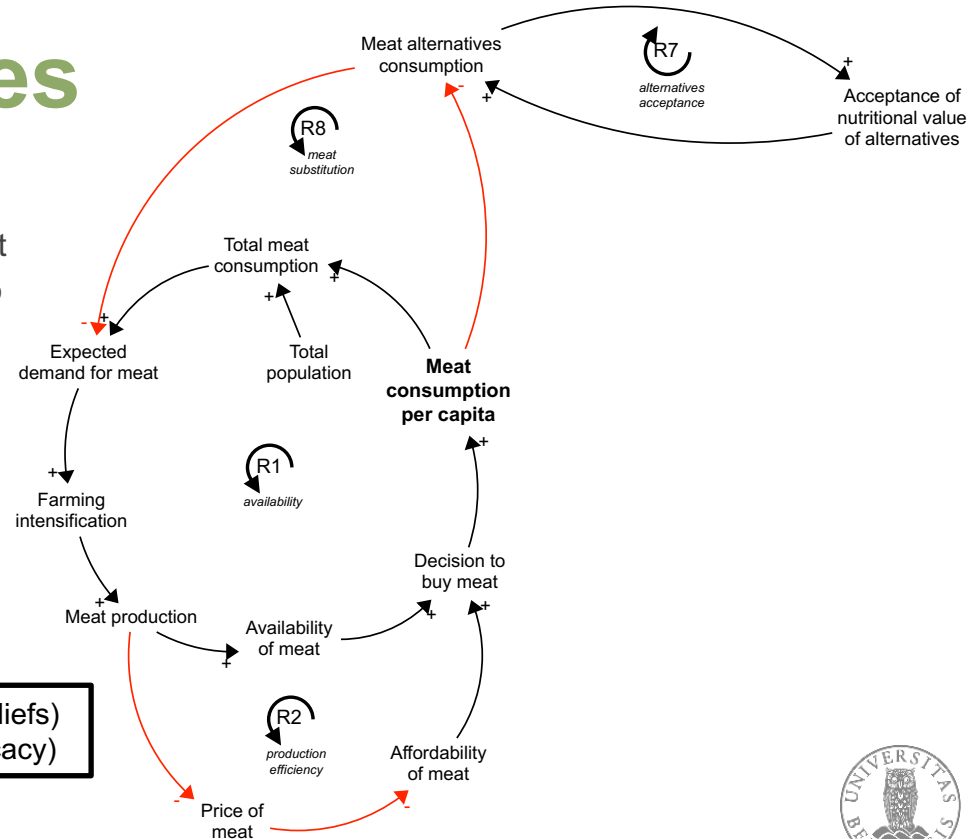 es
Meat alternatives
consumption
R7
alternatives
acceptance
+
+
-
Acceptance of
nutritional value
of alternatives
R8
meat
substitution
t
Total meat
consumption
+
+
-
+
Expected
demand for meat
Total
population
Meat
consumption
per capita
+
+
R1
availability
Farming
intensification
Decision to
buy meat
+
+
+
Meat production
Availability
of meat
+
liefs)
cacy)
R2
production
efficiency
Affordability
of meat
-
-
Price of
meat